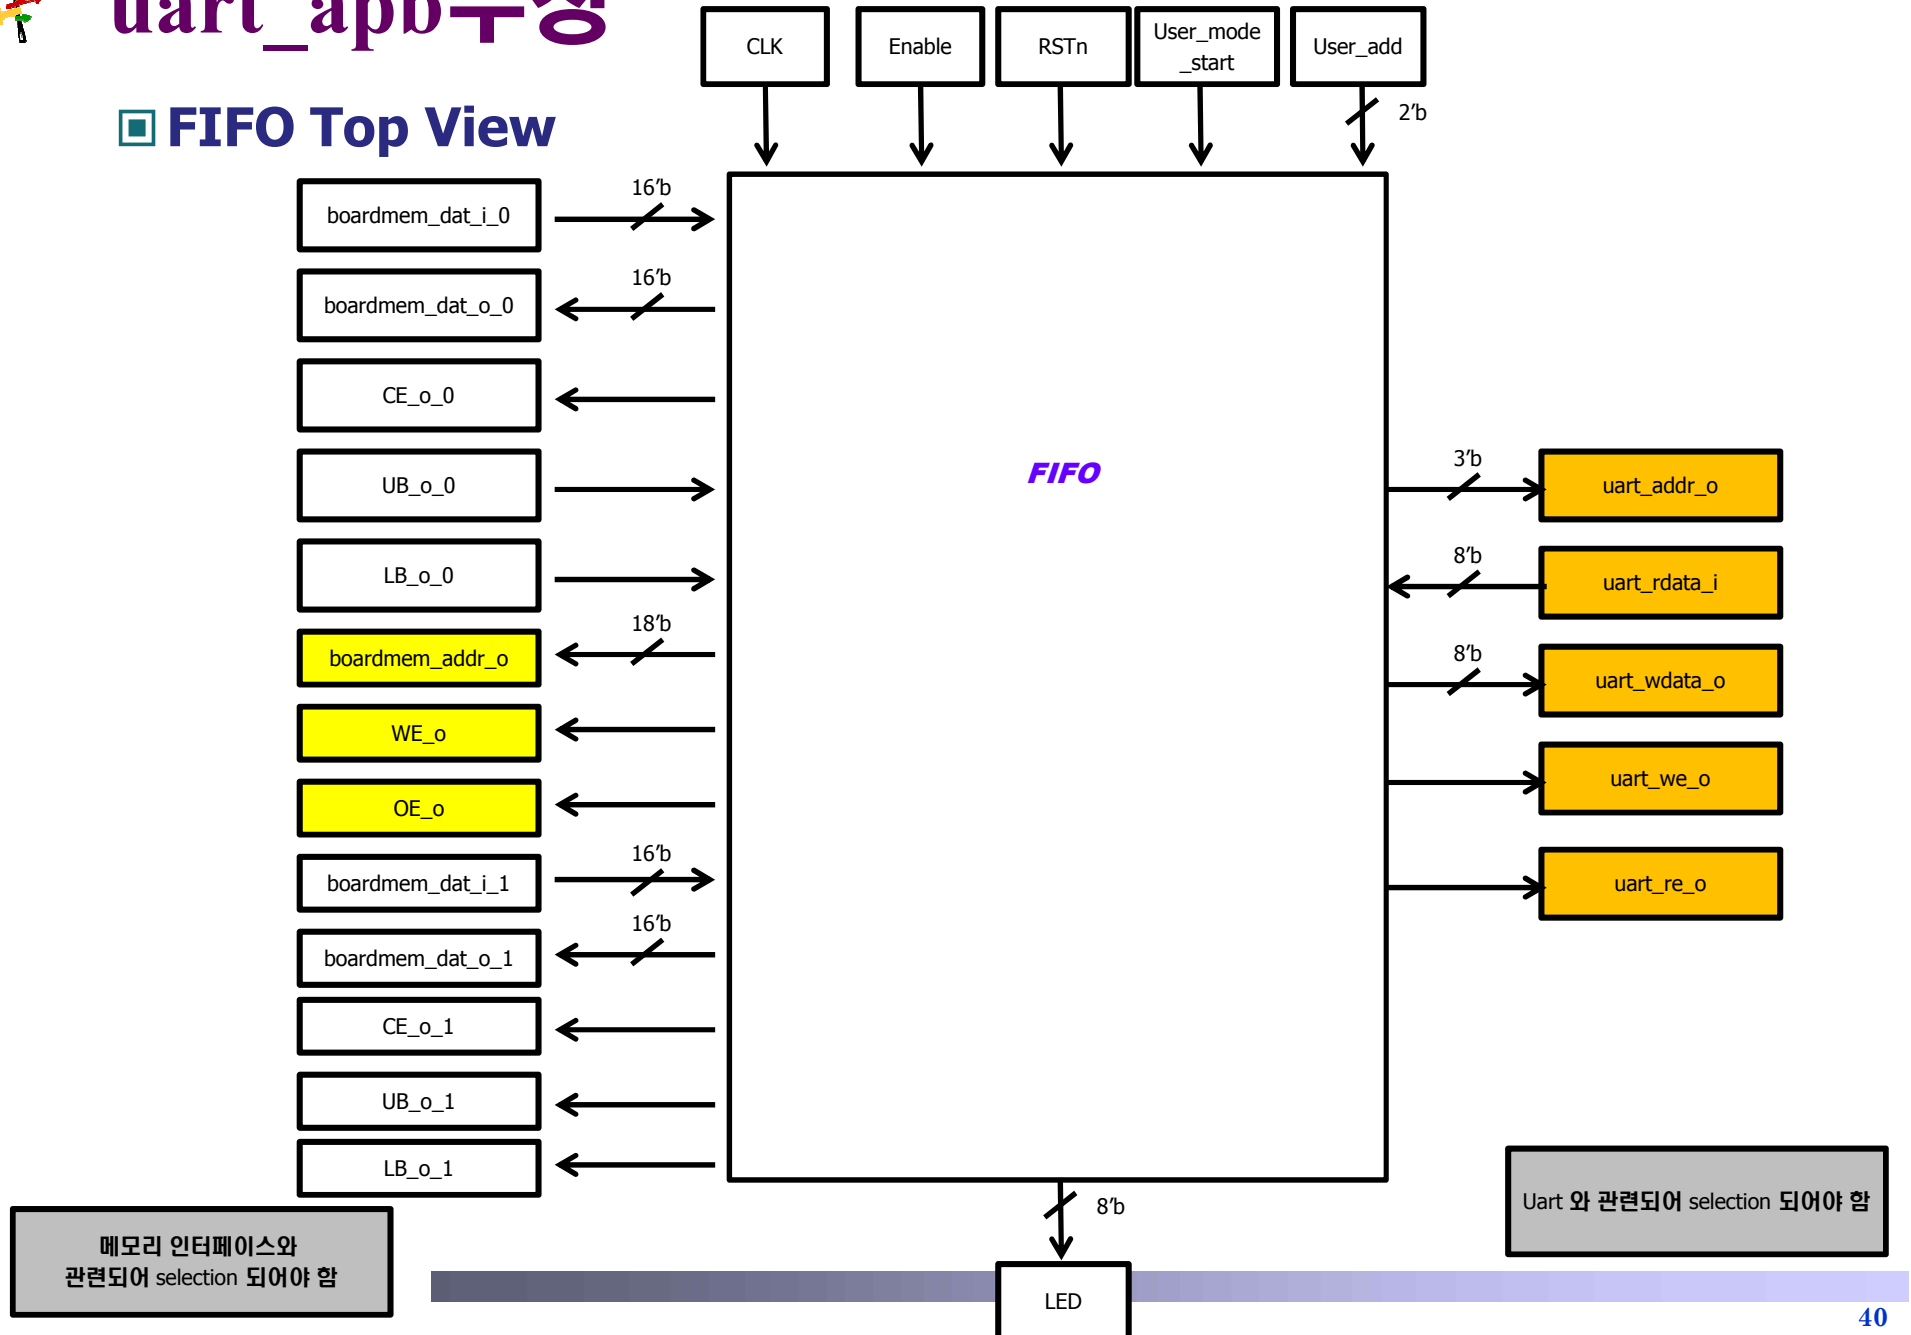 uart_apb구성
FIFO Top View
CLK
Enable
RSTn
User_mode
_start
User_add
2'b
boardmem_dat_i_0
16'b
boardmem_dat_o_0
16'b
CE_o_0
UB_o_0
LB_o_0
boardmem_addr_o
18'b
WE_o
OE_o
boardmem_dat_i_1
16'b
boardmem_dat_o_1
16'b
CE_o_1
UB_o_1
LB_o_1
FIFO
3'b
uart_addr_o
8'b
uart_rdata_i
8'b
uart_wdata_o
uart_we_o
uart_re_o
8'b
LED
메모리 인터페이스와
관련되어 selection 되어야 함
Uart 와 관련되어 selection 되어야 함
40